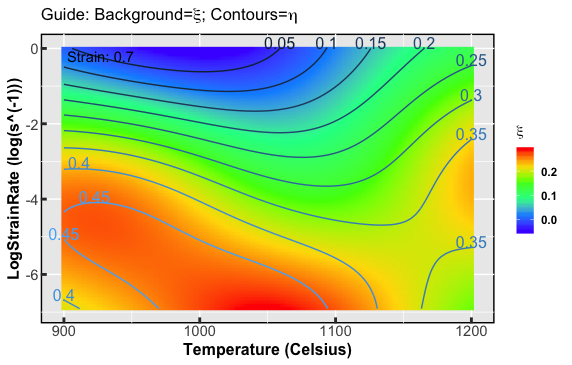 Guide: Background=ξ; Contours=η
Strain: 0.7
0.05 0.1 0.15 0.2
0.25
0.3
0.35
0.4
0.45
0.45
0.35
0.4
0
-2
-4
-6
LogStrainRate (log(s^(-1)))
900 1000 1100 1200
Temperature (Celsius)
ξ
0.2
0.1
0.0